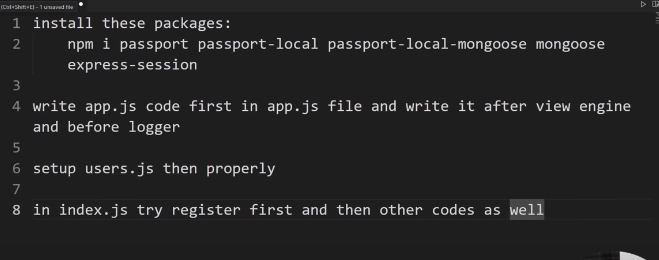 (Ctrl+Shift+E) - 1 unsaved file
1 install these packages:
2 npm i passport passport-local passport-local-mongoose mongoose
express-session
3
4 write app.js code first in app.js file and write it after view engine
and before logger
5
6 setup users.js then properly
7
8 in index.js try register first and then other codes as well